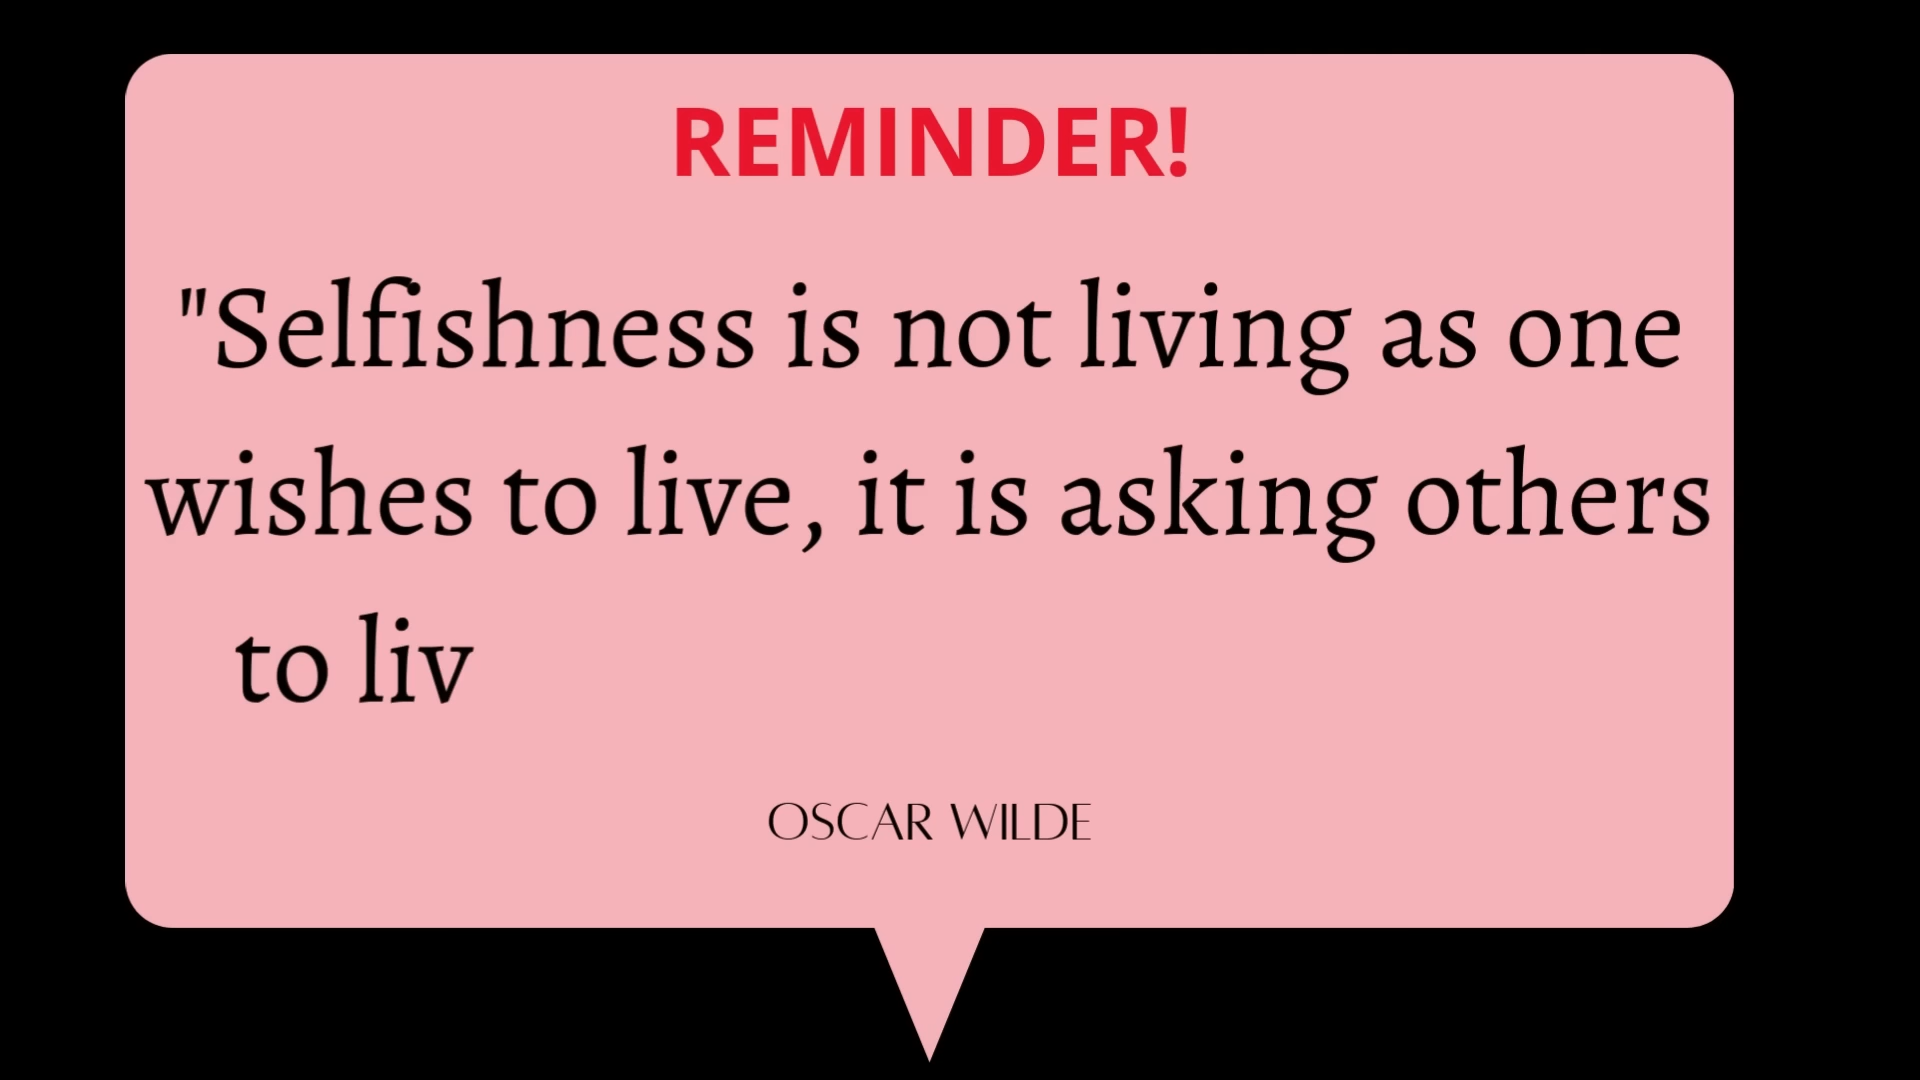 REMINDER!
"Selfishness is not living as one
wishes to live, it is asking others
to liv
OSCAR WILDE